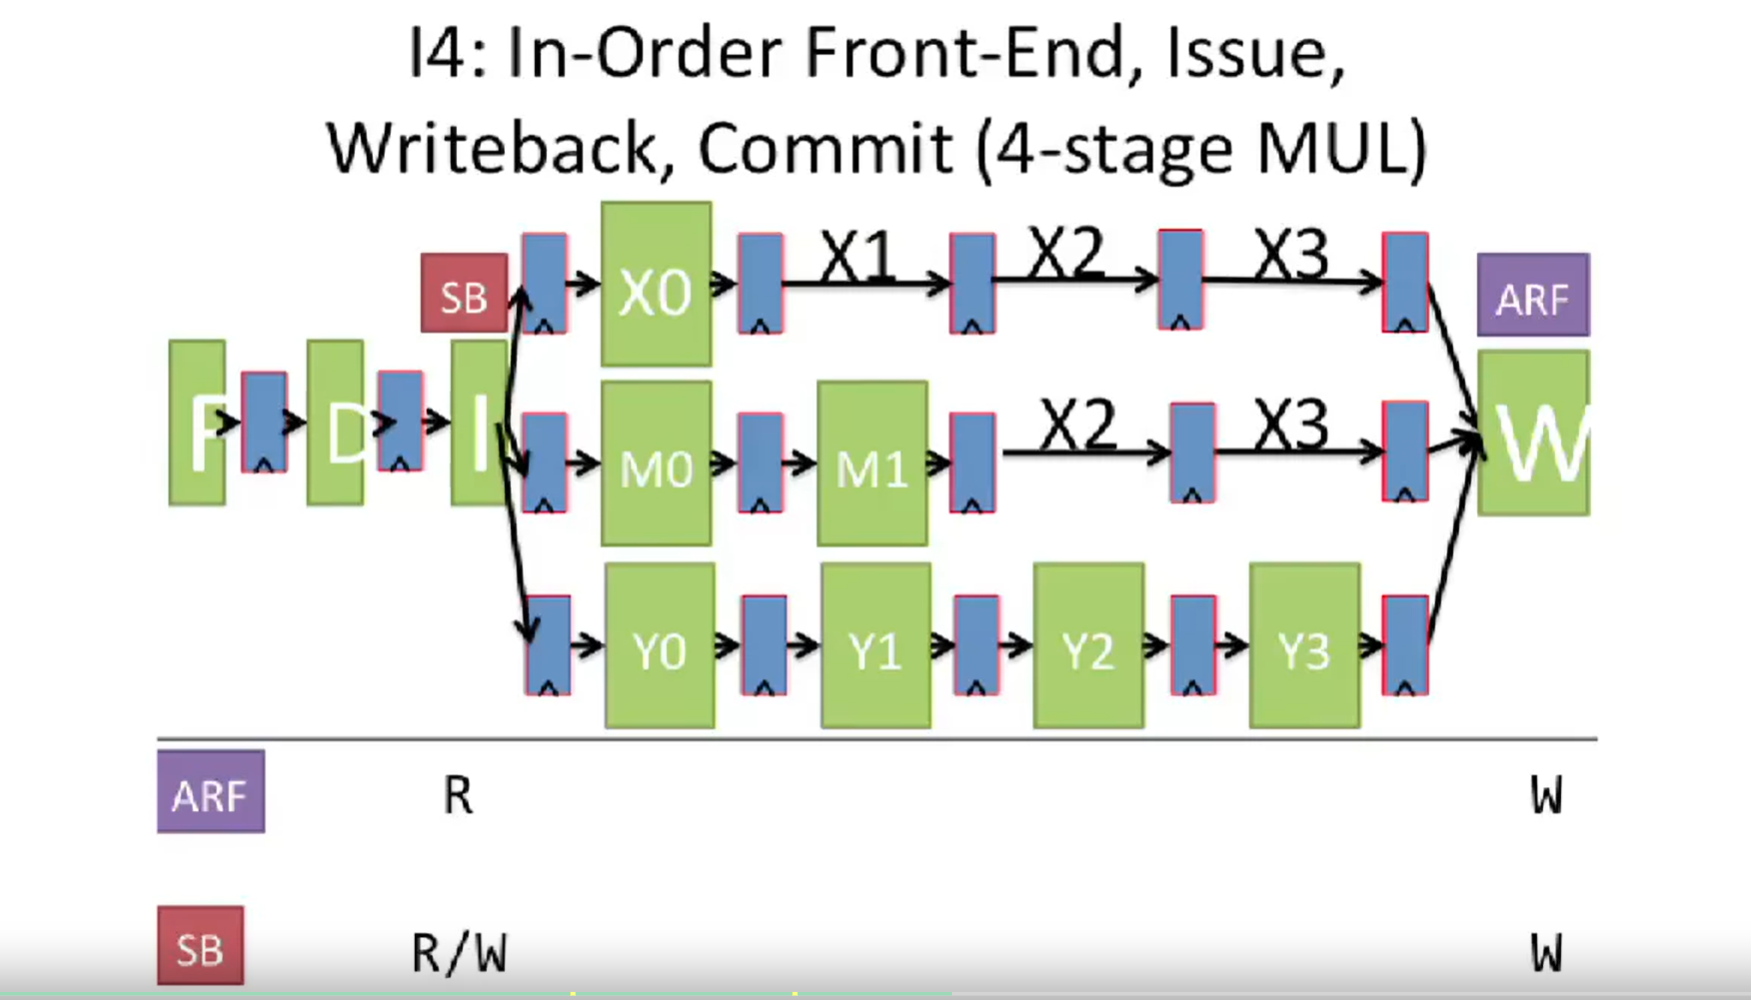 I4: In-Order Front-End, Issue,
Writeback, Commit (4-stage MUL)
SB
X0
X1
X2
X3
ARF
F
D
I
M0
M1
X2
X3
W
Y0
Y1
Y2
Y3
ARF R W
SB R/W W